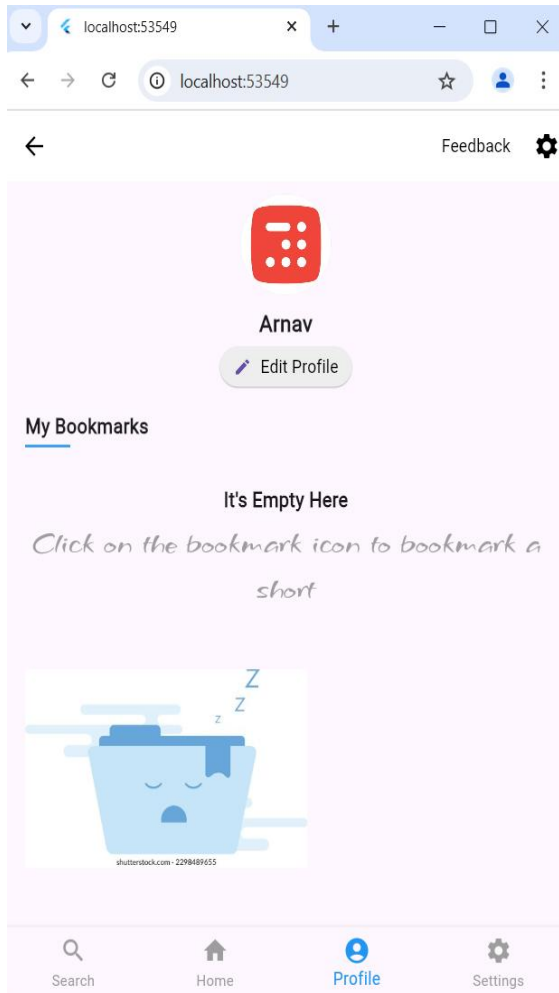 localhost:53549
localhost:53549
Feedback
Arnav
Edit Profile
My Bookmarks
It's Empty Here
Click on the bookmark icon to bookmark a
short
Z
Z
z
shutterstock.com - 2298489655
Search
Home
Profile
Settings